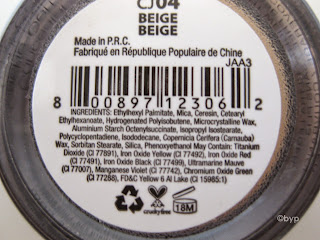 CJ04
BEIGE
BEIGE
Made in P.R.C.
Fabriqué en République Populaire de Chine
JAA3
8 00897 12306 2
INGREDIENTS: Ethylhexyl Palmitate, Mica, Ceresin, Cetearyl
Ethylhexanoate, Hydrogenated Polyisobutene, Microcrystalline Wax,
Aluminum Starch Octenylsuccinate, Isopropyl Isostearate,
Polycyclopentadiene, Isododecane, Copernicia Cerifera (Carnauba)
Wax, Sorbitan Stearate, Silica, Phenoxyethanol May Contain: Titanium
Dioxide (CI 77891), Iron Oxide Yellow (CI 77492), Iron Oxide Red
(CI 77491), Iron Oxide Black (CI 77499), Ultramarine Mauve
(CI 77007), Manganese Violet (CI 77742), Chromium Oxide Green
(CI 77288), FD&C Yellow 6 Al Lake (CI 15985:1)
crueltyfree
18M
©byp